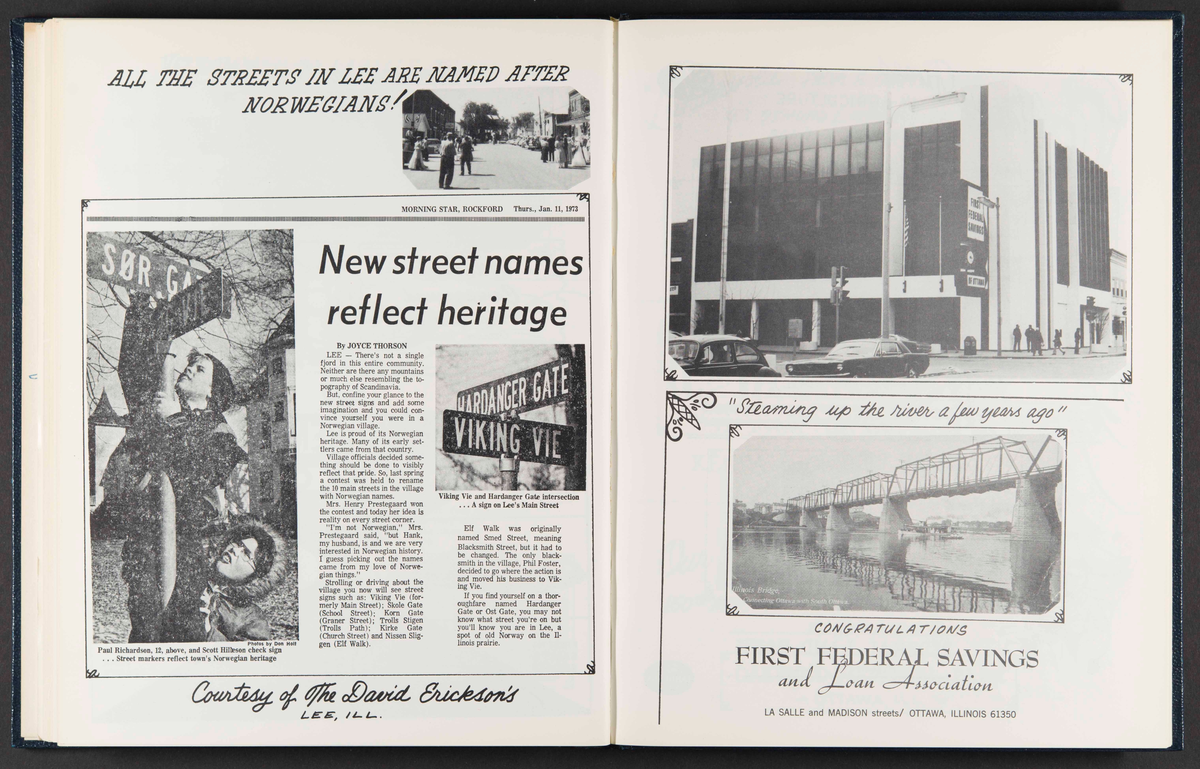 ALL THE STREETS IN LEE ARE NAMED AFTER
NORWEGIANS!
MORNING STAR, ROCKFORD Thurs., Jan. 11, 1973
New street names
reflect heritage
SØR GA
By JOYCE THORSON
LEE — There's not a single
fjord in this entire community.
Neither are there any mountains
or much else resembling the to-
pography of Scandinavia.
But, confine your glance to the
new street signs and add some
imagination and you could con-
vince yourself you were in a
Norwegian village.
Lee is proud of its Norwegian
heritage. Many of its early set-
tlers came from that country.
Village officials decided some-
thing should be done to visibly
reflect that pride. So, last spring
a contest was held to rename
the 10 main streets in the village
with Norwegian names.
Mrs. Henry Prestegaard won
the contest and today her idea is
reality on every street corner.
"I'm not Norwegian," Mrs.
Prestegaard said, "but Hank,
my husband, is and we are very
interested in Norwegian history.
I guess picking out the names
came from my love of Norwe-
gian things."
Strolling or driving about the
village you now will see street
signs such as: Viking Vie (for-
merly Main Street); Skole Gate
(School Street); Korn Gate
(Graner Street); Trolls Stigen
(Trolls Path); Kirke Gate
(Church Street) and Nissen Slig-
gen (Elf Walk).
HARDANGER GATE
VIKING VIE
Viking Vie and Hardanger Gate intersection
. . . A sign on Lee's Main Street
Elf Walk was originally
named Smed Street, meaning
Blacksmith Street, but it had to
be changed. The only black-
smith in the village, Phil Foster,
decided to go where the action is
and moved his business to Vik-
ing Vie.
If you find yourself on a thor-
oughfare named Hardanger
Gate or Ost Gate, you may not
know what street you're on but
you'll know you are in Lee, a
spot of old Norway on the Il-
linois prairie.
Photos by Don Holt
Paul Richardson, 12, above, and Scott Hilleson check sign
. . . Street markers reflect town's Norwegian heritage
Courtesy of The David Erickson's
LEE, ILL.
FIRST
FEDERAL
SAVINGS
OF OTTAWA
"Steaming up the river a few years ago"
Illinois Bridge,
Connecting Ottawa with South Ottawa.
CONGRATULATIONS
FIRST FEDERAL SAVINGS
and Loan Association
LA SALLE and MADISON streets/ OTTAWA, ILLINOIS 61350